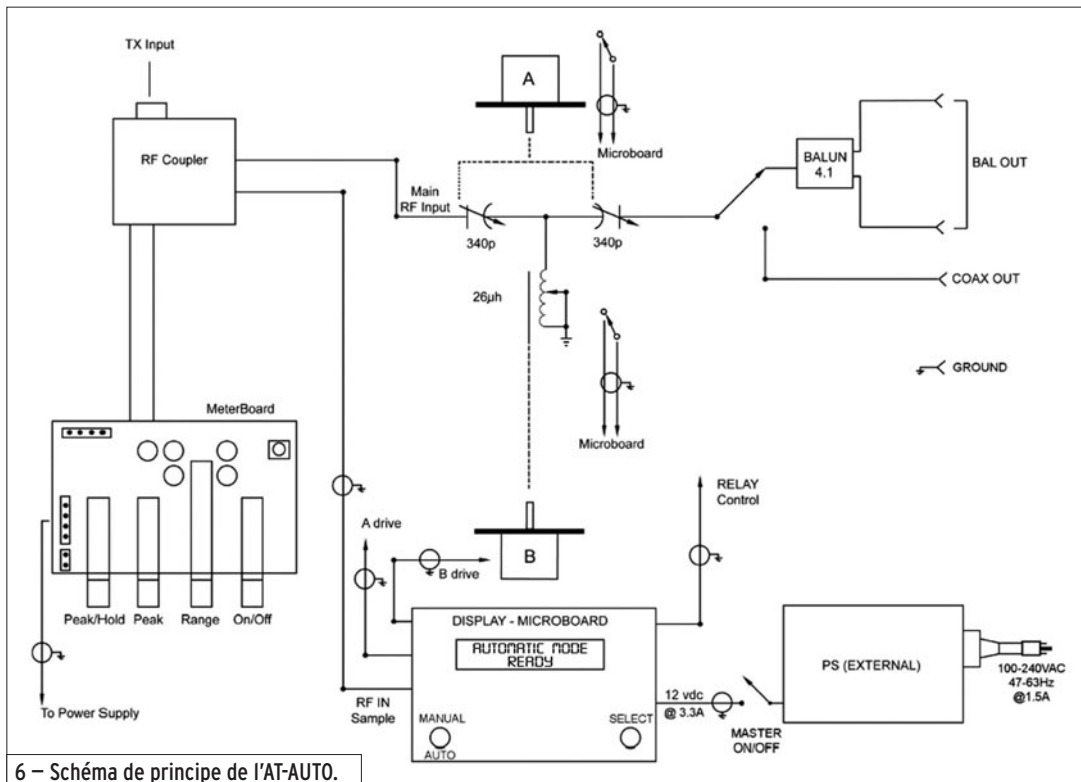 TX Input
RF Coupler
A
Microboard
Main
RF Input
340p
340p
BALUN
4.1
BAL OUT
COAX OUT
GROUND
26µh
Microboard
MeterBoard
Peak/Hold
Peak
Range
On/Off
To Power Supply
A drive
B drive
B
RELAY
Control
DISPLAY - MICROBOARD
AUTOMATIC MODE
READY
RF IN
Sample
MANUAL
AUTO
SELECT
12 vdc
@ 3.3A
MASTER
ON/OFF
PS (EXTERNAL)
100-240VAC
47-63Hz
@1.5A
6 – Schéma de principe de l'AT-AUTO.